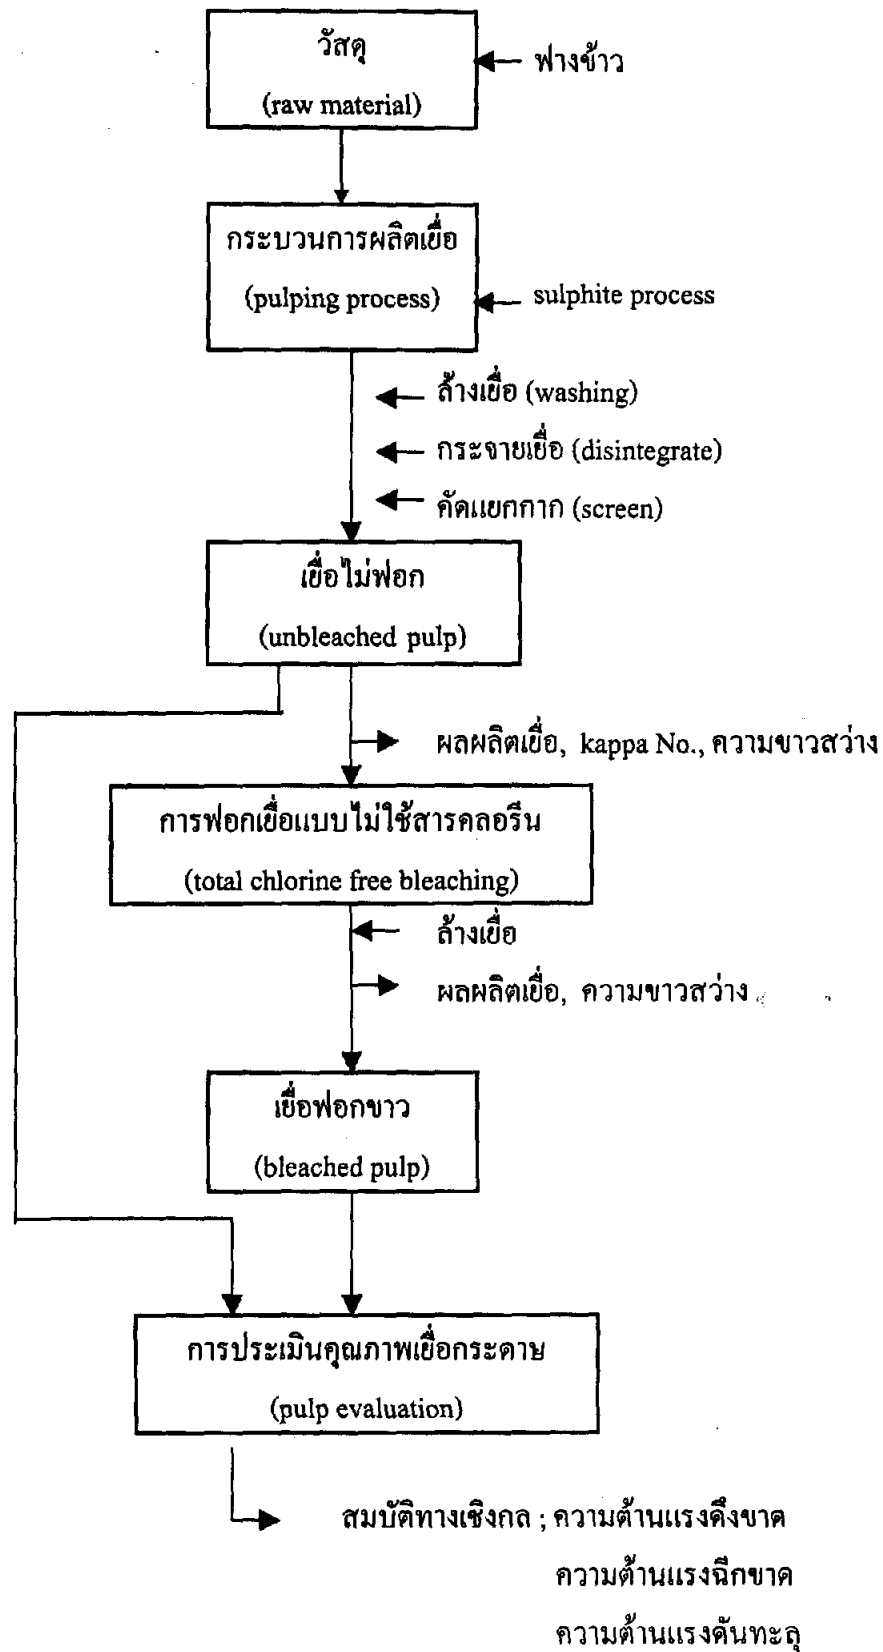 วัสดุ
ฟางข้าว
(raw material)
กระบวนการผลิตเยื่อ
(pulping process)
sulphite process
ล้างเยื่อ (washing)
กระจายเยื่อ (disintegrate)
คัดแยกกาก (screen)
เยื่อไม่ฟอก
(unbleached pulp)
ผลผลิตเยื่อ, kappa No., ความขาวสว่าง
การฟอกเยื่อแบบไม่ใช้สารคลอรีน
(total chlorine free bleaching)
ล้างเยื่อ
ผลผลิตเยื่อ, ความขาวสว่าง
เยื่อฟอกขาว
(bleached pulp)
การประเมินคุณภาพเยื่อกระดาษ
(pulp evaluation)
สมบัติทางเชิงกล ; ความต้านแรงดึงขาด
ความต้านแรงฉีกขาด
ความต้านแรงดันทะลุ